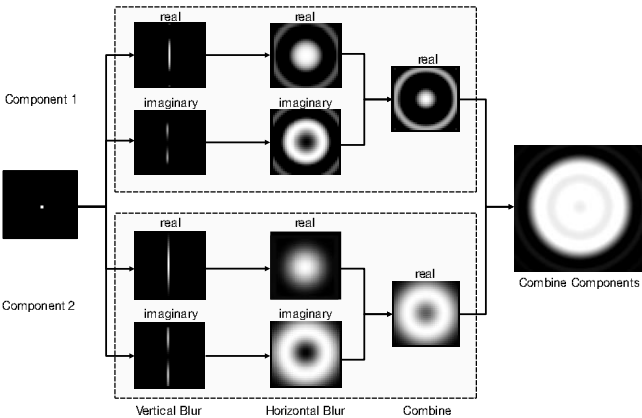 real
real
Component 1
imaginary
imaginary
real
real
real
Component 2
imaginary
imaginary
real
Combine Components
Vertical Blur
Horizontal Blur
Combine